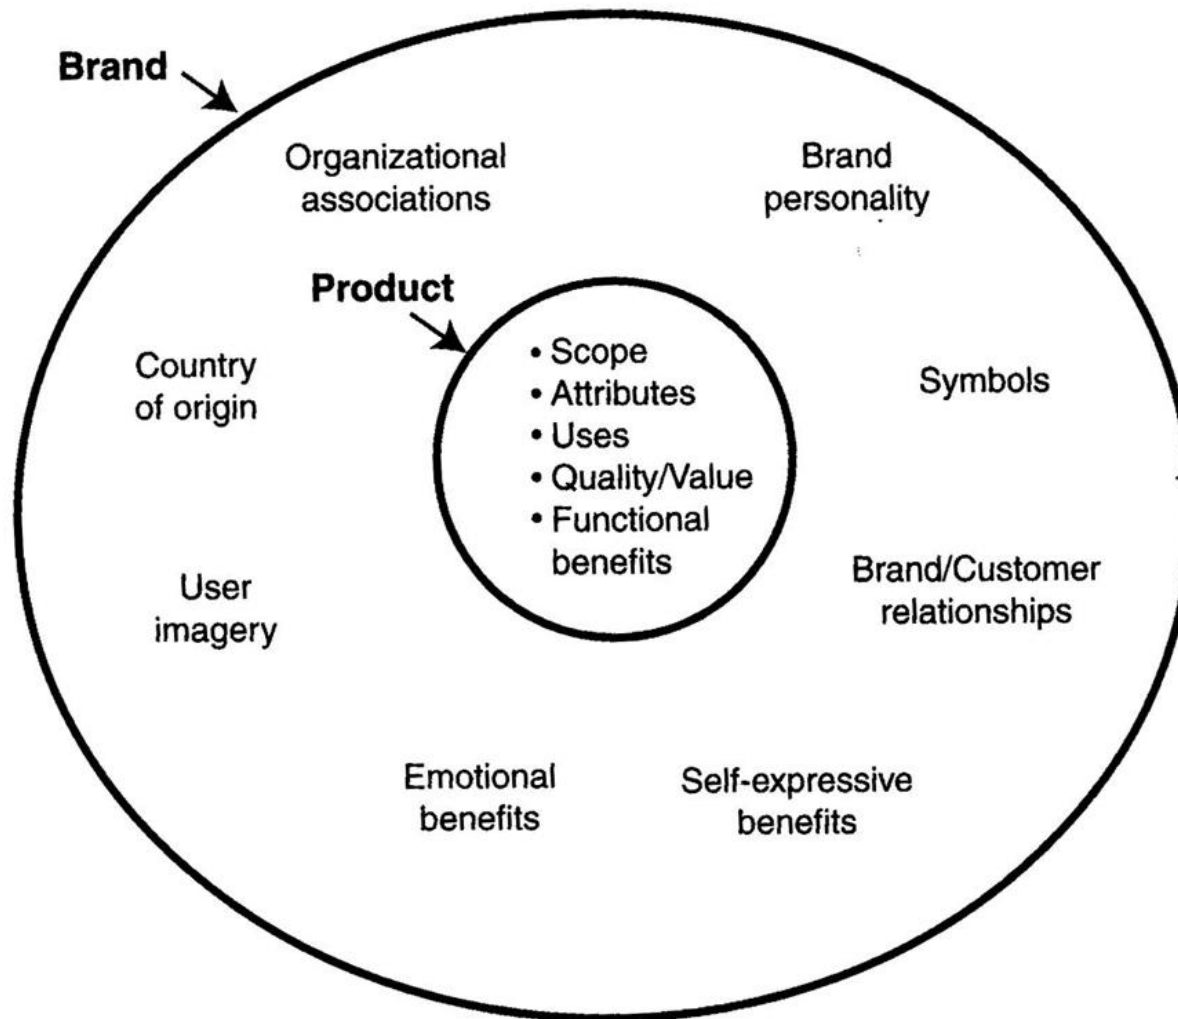 Brand
Organizational
associations
Brand
personality
Product
Country
of origin
• Scope
• Attributes
• Uses
• Quality/Value
• Functional
benefits
Symbols
User
imagery
Brand/Customer
relationships
Emotional
benefits
Self-expressive
benefits